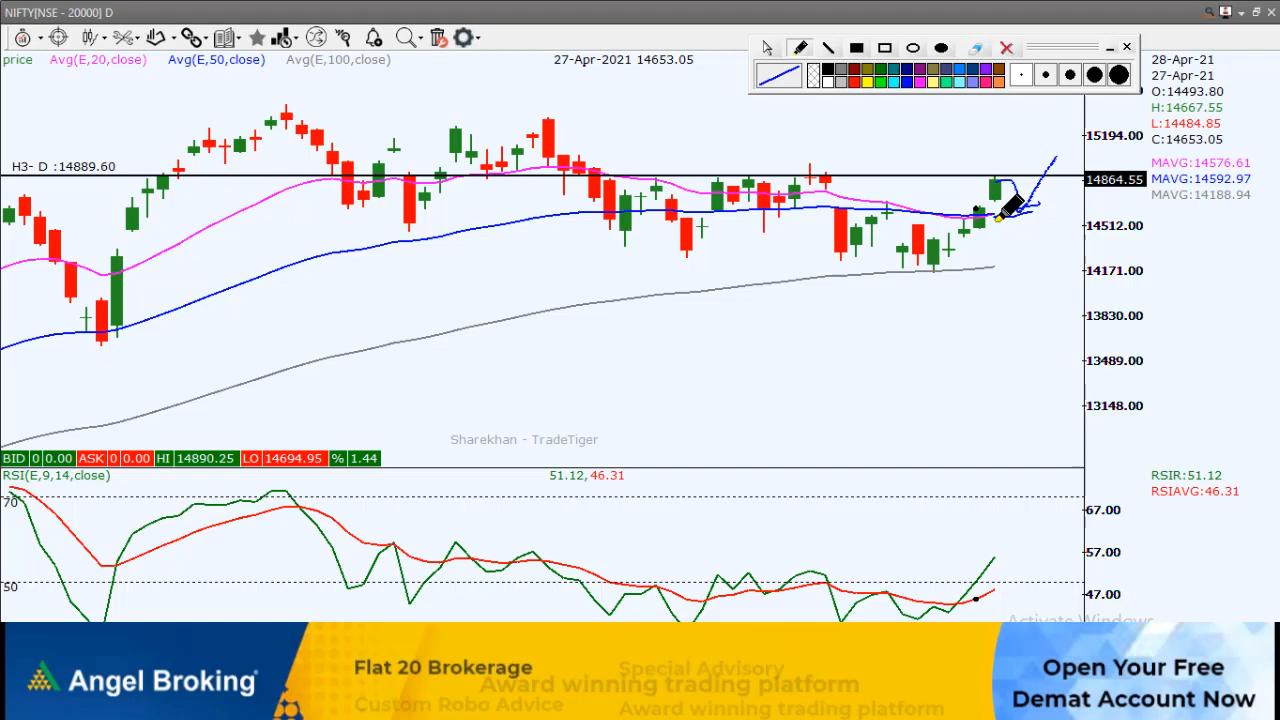 NIFTY[NSE - 20000] D
price Avg(E,20,close) Avg(E,50,close) Avg(E,100,close) 27-Apr-2021 14653.05
28-Apr-21
27-Apr-21
O:14493.80
H:14667.55
L:14484.85
C:14653.05
MAVG:14576.61
MAVG:14592.97
MAVG:14188.94
H3- D :14889.60
15194.00
14864.55
14512.00
14171.00
13830.00
13489.00
13148.00
Sharekhan - TradeTiger
BID 0 0.00 ASK 0 0.00 HI 14890.25 LO 14694.95 % 1.44
RSI(E,9,14,close) 51.12, 46.31
RSIR:51.12
RSIAVG:46.31
70
67.00
57.00
50
47.00
Activate Windows
Angel Broking
Flat 20 Brokerage
Special Advisory
Award winning trading platform
Custom Robo Advice
Award winning trading platform
Open Your Free
Demat Account Now